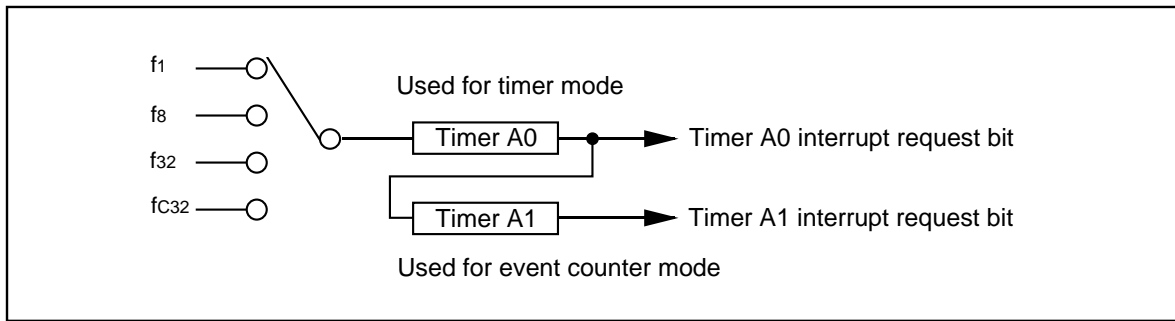 f1
Used for timer mode
f8
Timer A0
Timer A0 interrupt request bit
f32
fC32
Timer A1
Timer A1 interrupt request bit
Used for event counter mode